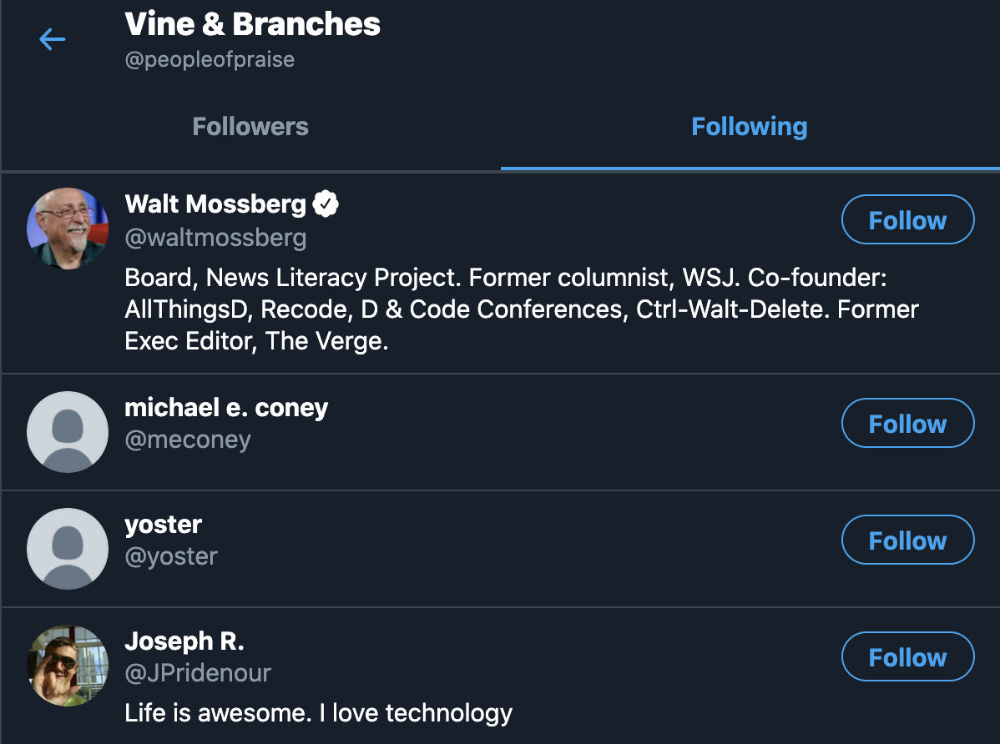 Vine & Branches
@peopleofpraise
Followers
Following
Walt Mossberg
@waltmossberg
Follow
Board, News Literacy Project. Former columnist, WSJ. Co-founder:
AllThingsD, Recode, D & Code Conferences, Ctrl-Walt-Delete. Former
Exec Editor, The Verge.
michael e. coney
@meconey
Follow
yoster
@yoster
Follow
Joseph R.
@JPridenour
Follow
Life is awesome. I love technology